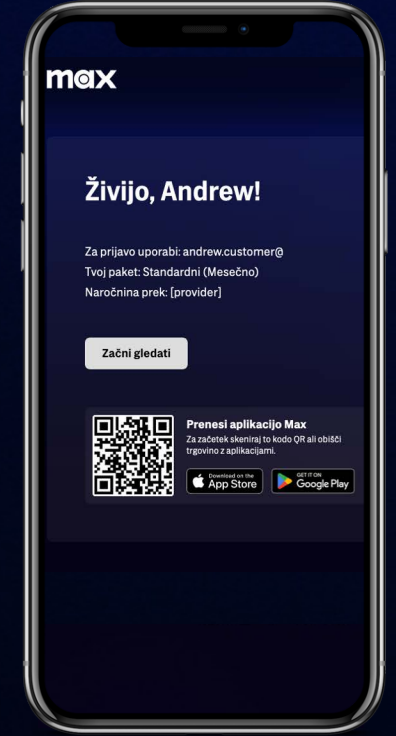 max
Živijo, Andrew!
Za prijavo uporabi: andrew.customer@
Tvoj paket: Standardni (Mesečno)
Naročnina prek: [provider]
Začni gledati
Prenesi aplikacijo Max
Za začetek skeniraj to kodo QR ali obišči
trgovino z aplikacijami.
Download on the
App Store
GET IT ON
Google Play